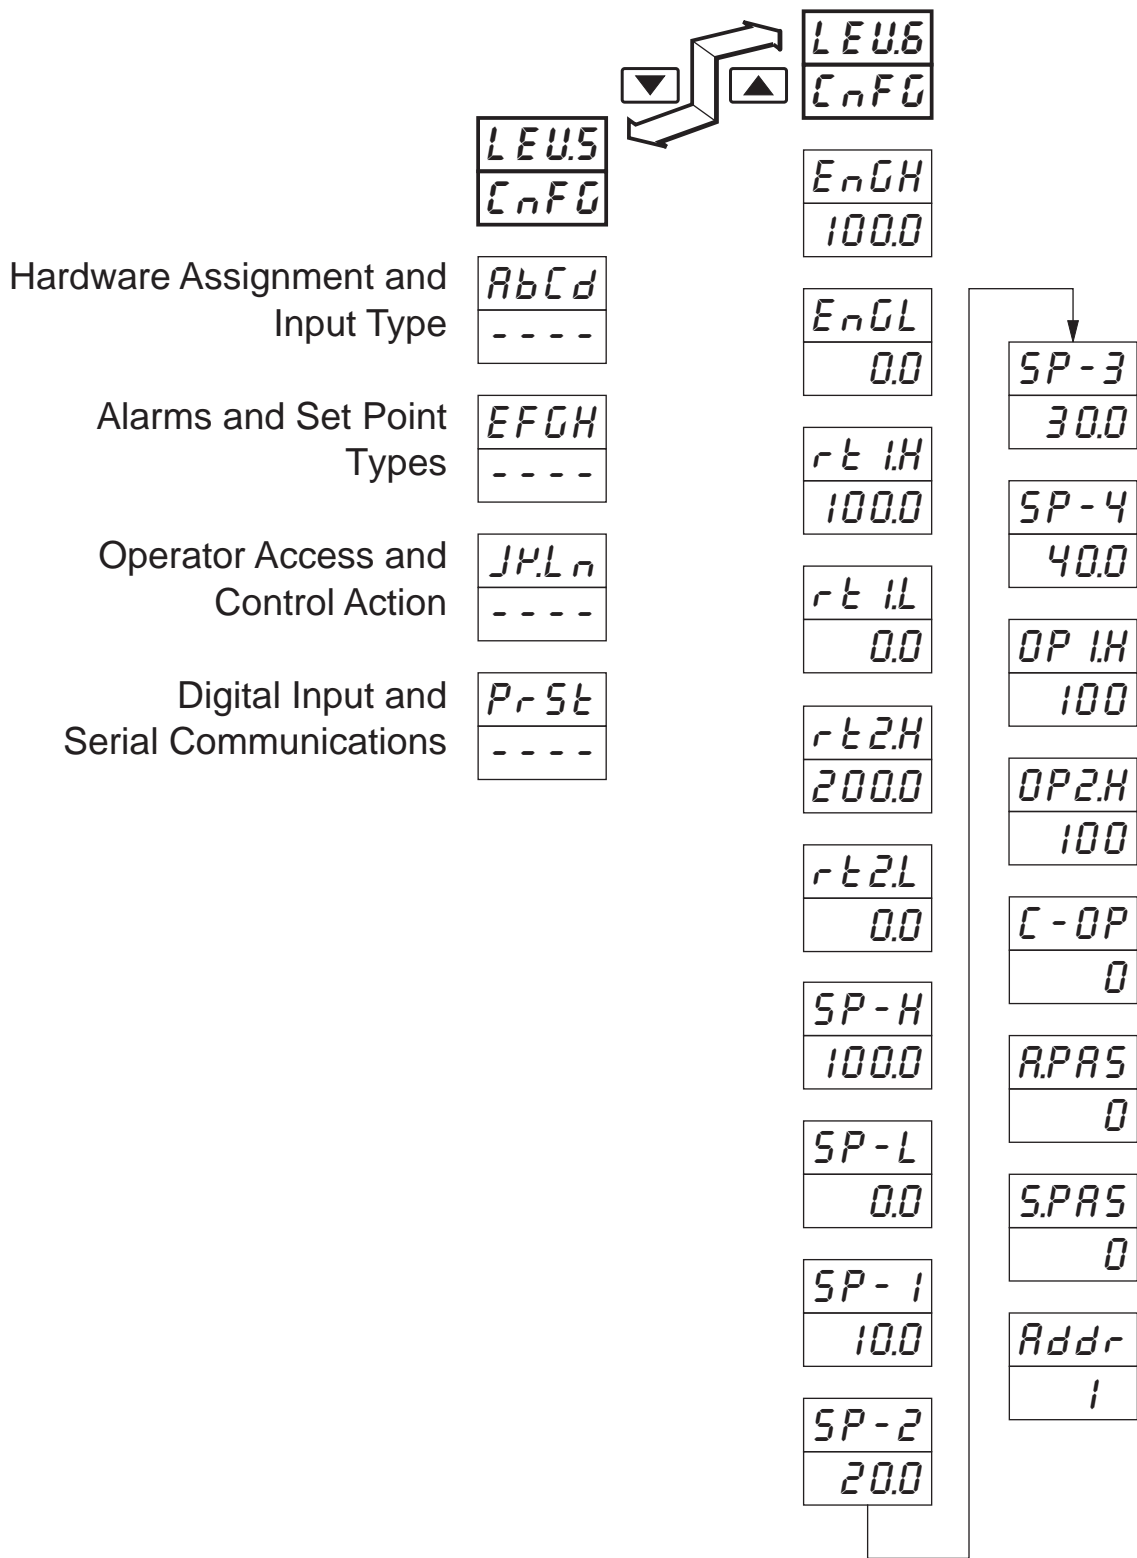 LEV.5
CnFG
Hardware Assignment and
Input Type
AbCd
- - - -
Alarms and Set Point
Types
EFGH
- - - -
Operator Access and
Control Action
JK.Ln
- - - -
Digital Input and
Serial Communications
PrSt
- - - -
LEV.6
CnFG
EnGH
100.0
EnGL
0.0
rt1.H
100.0
rt1.L
0.0
rt2.H
200.0
rt2.L
0.0
SP-H
100.0
SP-L
0.0
SP-1
10.0
SP-2
20.0
SP-3
30.0
SP-4
40.0
OP1.H
100
OP2.H
100
C-OP
0
A.PAS
0
S.PAS
0
Addr
1